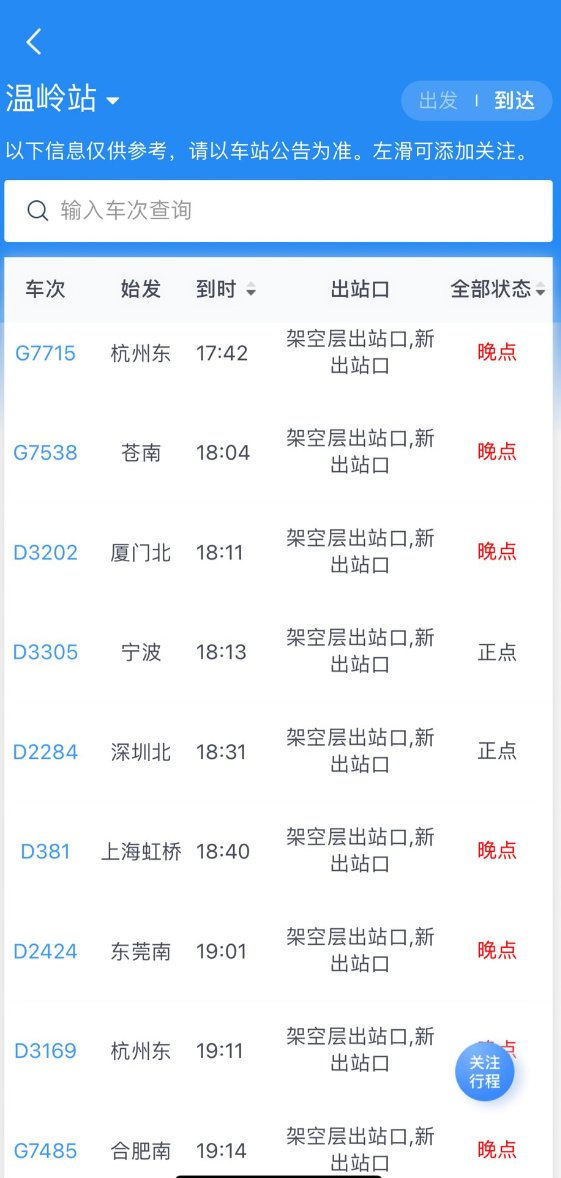 温岭站
出发 | 到达
以下信息仅供参考，请以车站公告为准。左滑可添加关注。
输入车次查询
车次 始发 到时 出站口 全部状态
G7715 杭州东 17:42 架空层出站口,新出站口 晚点
G7538 苍南 18:04 架空层出站口,新出站口 晚点
D3202 厦门北 18:11 架空层出站口,新出站口 晚点
D3305 宁波 18:13 架空层出站口,新出站口 正点
D2284 深圳北 18:31 架空层出站口,新出站口 正点
D381 上海虹桥 18:40 架空层出站口,新出站口 晚点
D2424 东莞南 19:01 架空层出站口,新出站口 晚点
D3169 杭州东 19:11 架空层出站口,新出站口 晚点
关注
行程
G7485 合肥南 19:14 架空层出站口,新出站口 晚点